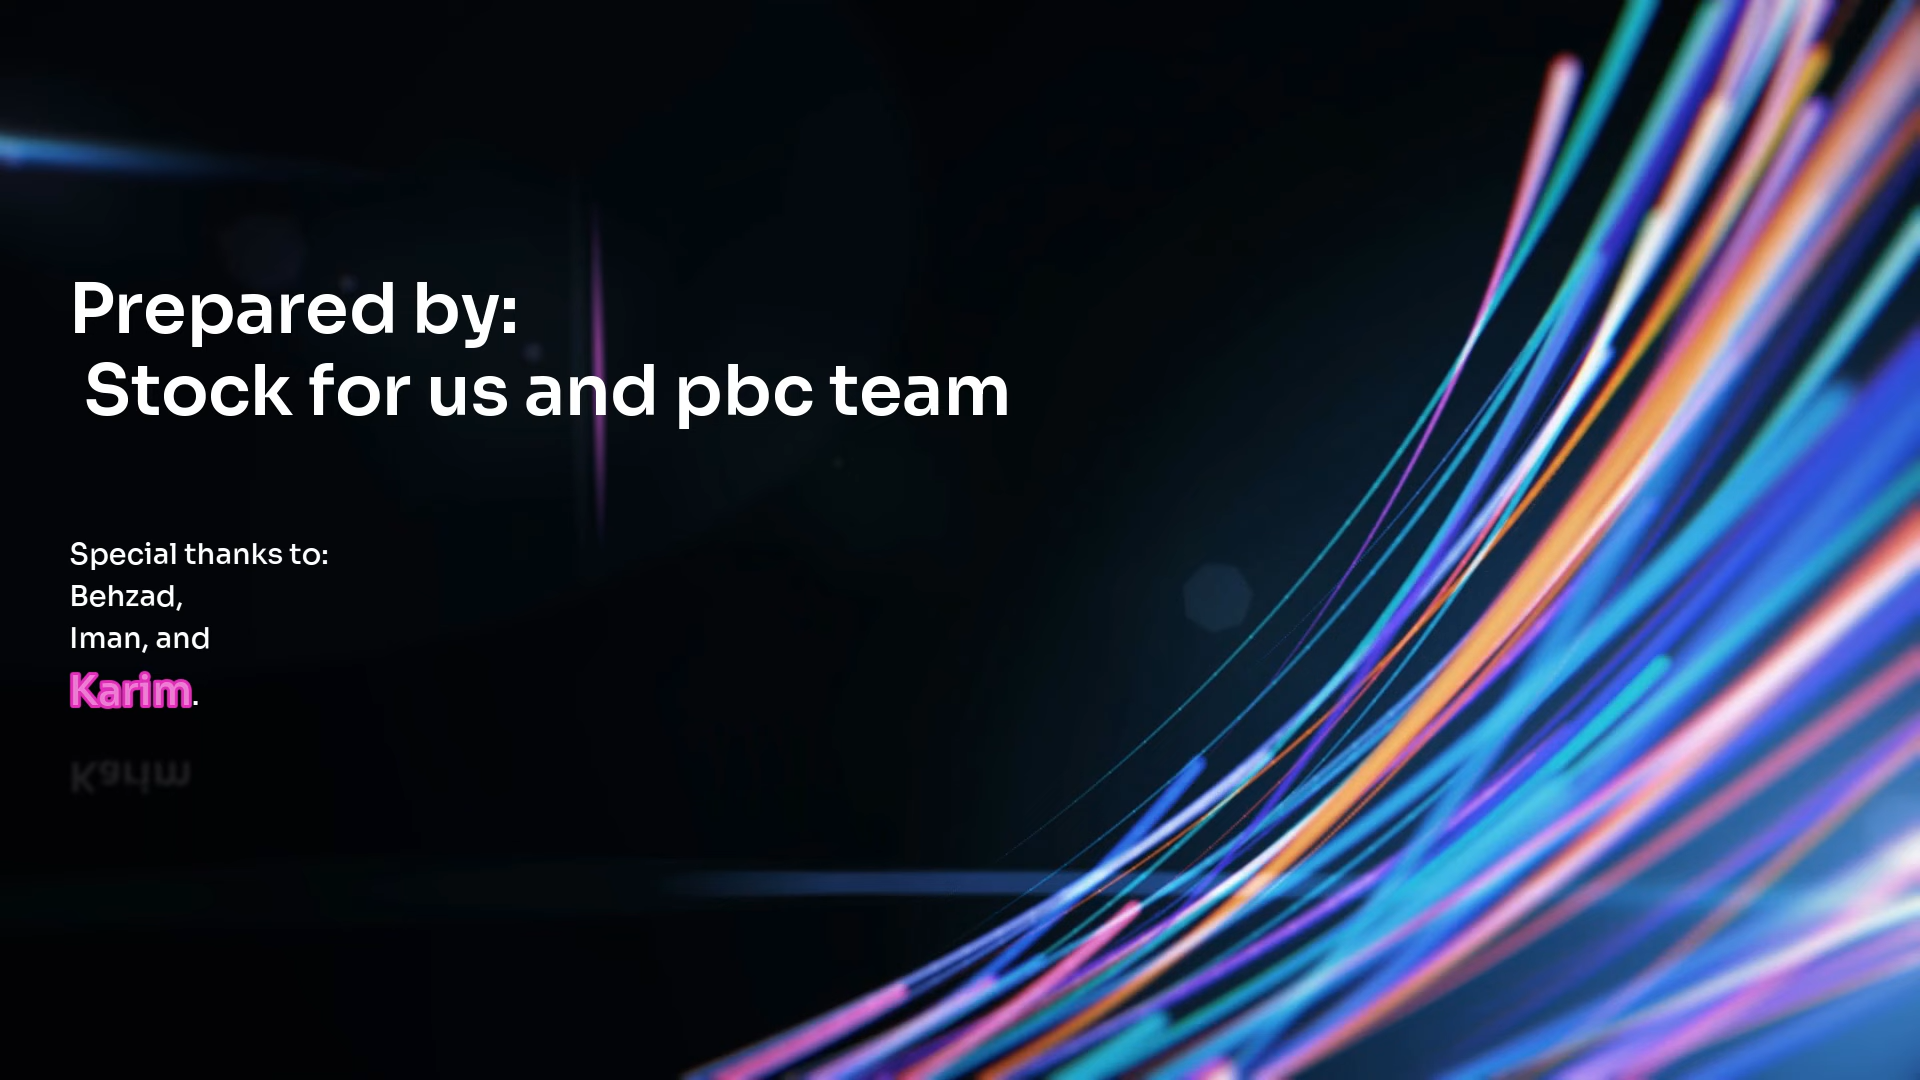 Prepared by:
Stock for us and pbc team
Special thanks to:
Behzad,
Iman, and
Karim.